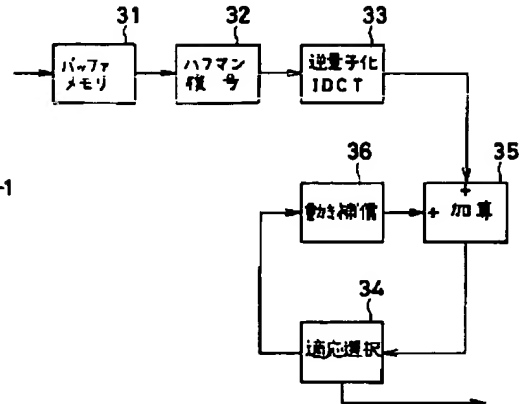 31
32
33
バッファ
メモリ
ハフマン
復号
逆量子化
IDCT
36
35
-1
動き補償
+
+
加算
34
適応選択